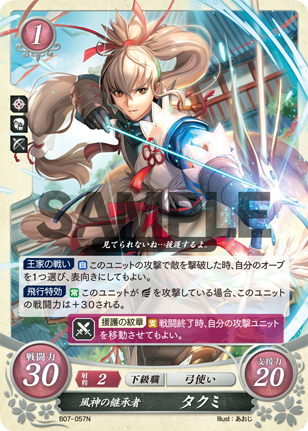 1
SAMPLE
見てられないね…援護するよ。
王家の戦い 自 このユニットの攻撃で敵を撃破した時、自分のオーブ
を1つ選び、表向きにしてもよい。
飛行特効 常 このユニットが を攻撃している場合、このユニット
の戦闘力は+30される。
援護の紋章 支 戦闘終了時、自分の攻撃ユニット
を移動させてもよい。
戦闘力
30
射程 2 下級職 弓使い
支援力
20
風神の継承者 タクミ
B07-057N Illust：あおじ